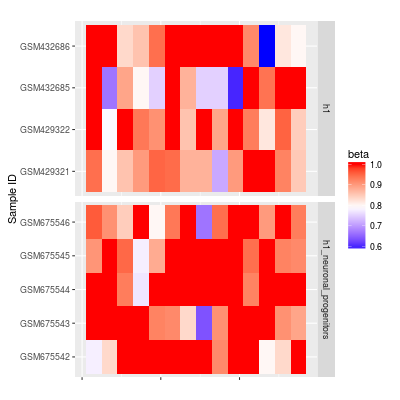 GSM432686
GSM432685
GSM429322
GSM429321
h1
GSM675546
GSM675545
GSM675544
GSM675543
GSM675542
h1_neuronal_progenitors
Sample ID
beta
1.0
0.9
0.8
0.7
0.6